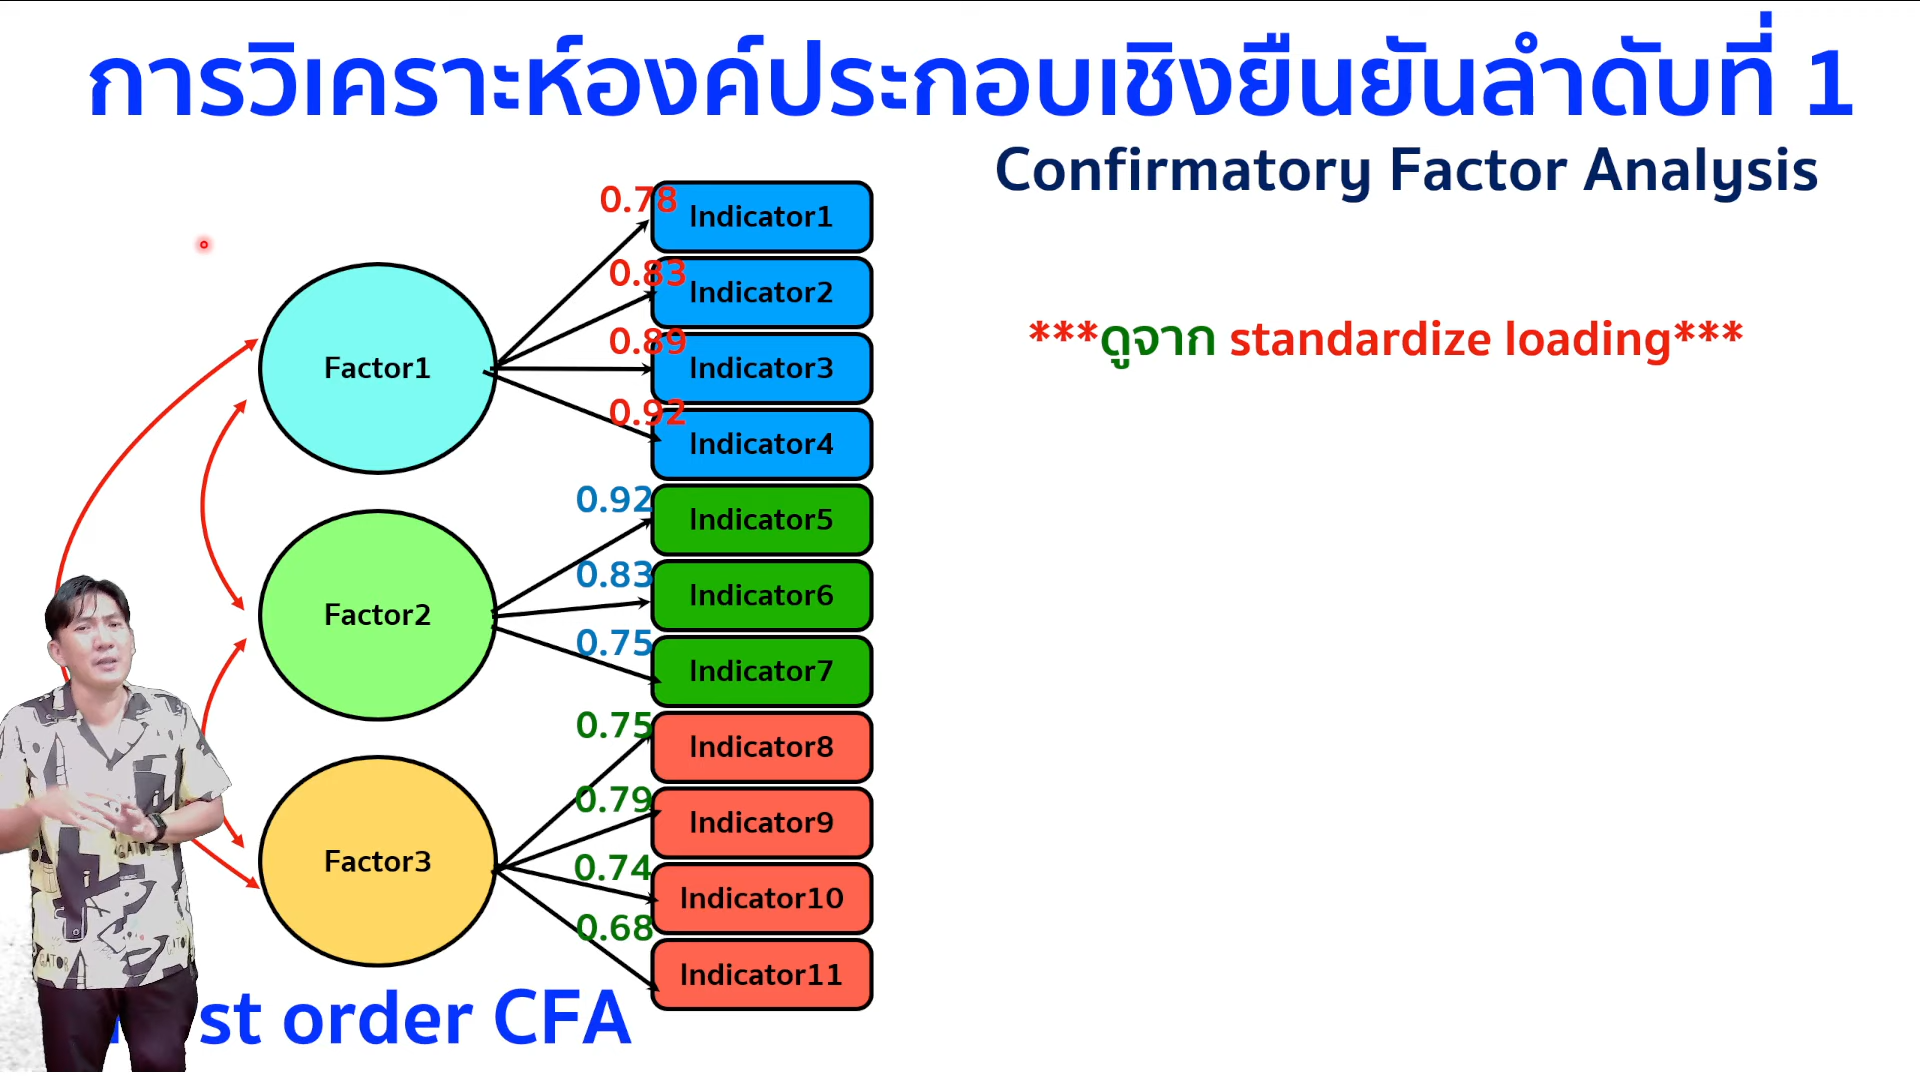 การวิเคราะห์องค์ประกอบเชิงยืนยันลำดับที่ 1
Confirmatory Factor Analysis
***ดูจาก standardize loading***
Factor1
0.78 Indicator1
0.83 Indicator2
0.89 Indicator3
0.92 Indicator4
Factor2
0.92 Indicator5
0.83 Indicator6
0.75 Indicator7
Factor3
0.75 Indicator8
0.79 Indicator9
0.74 Indicator10
0.68 Indicator11
order CFA